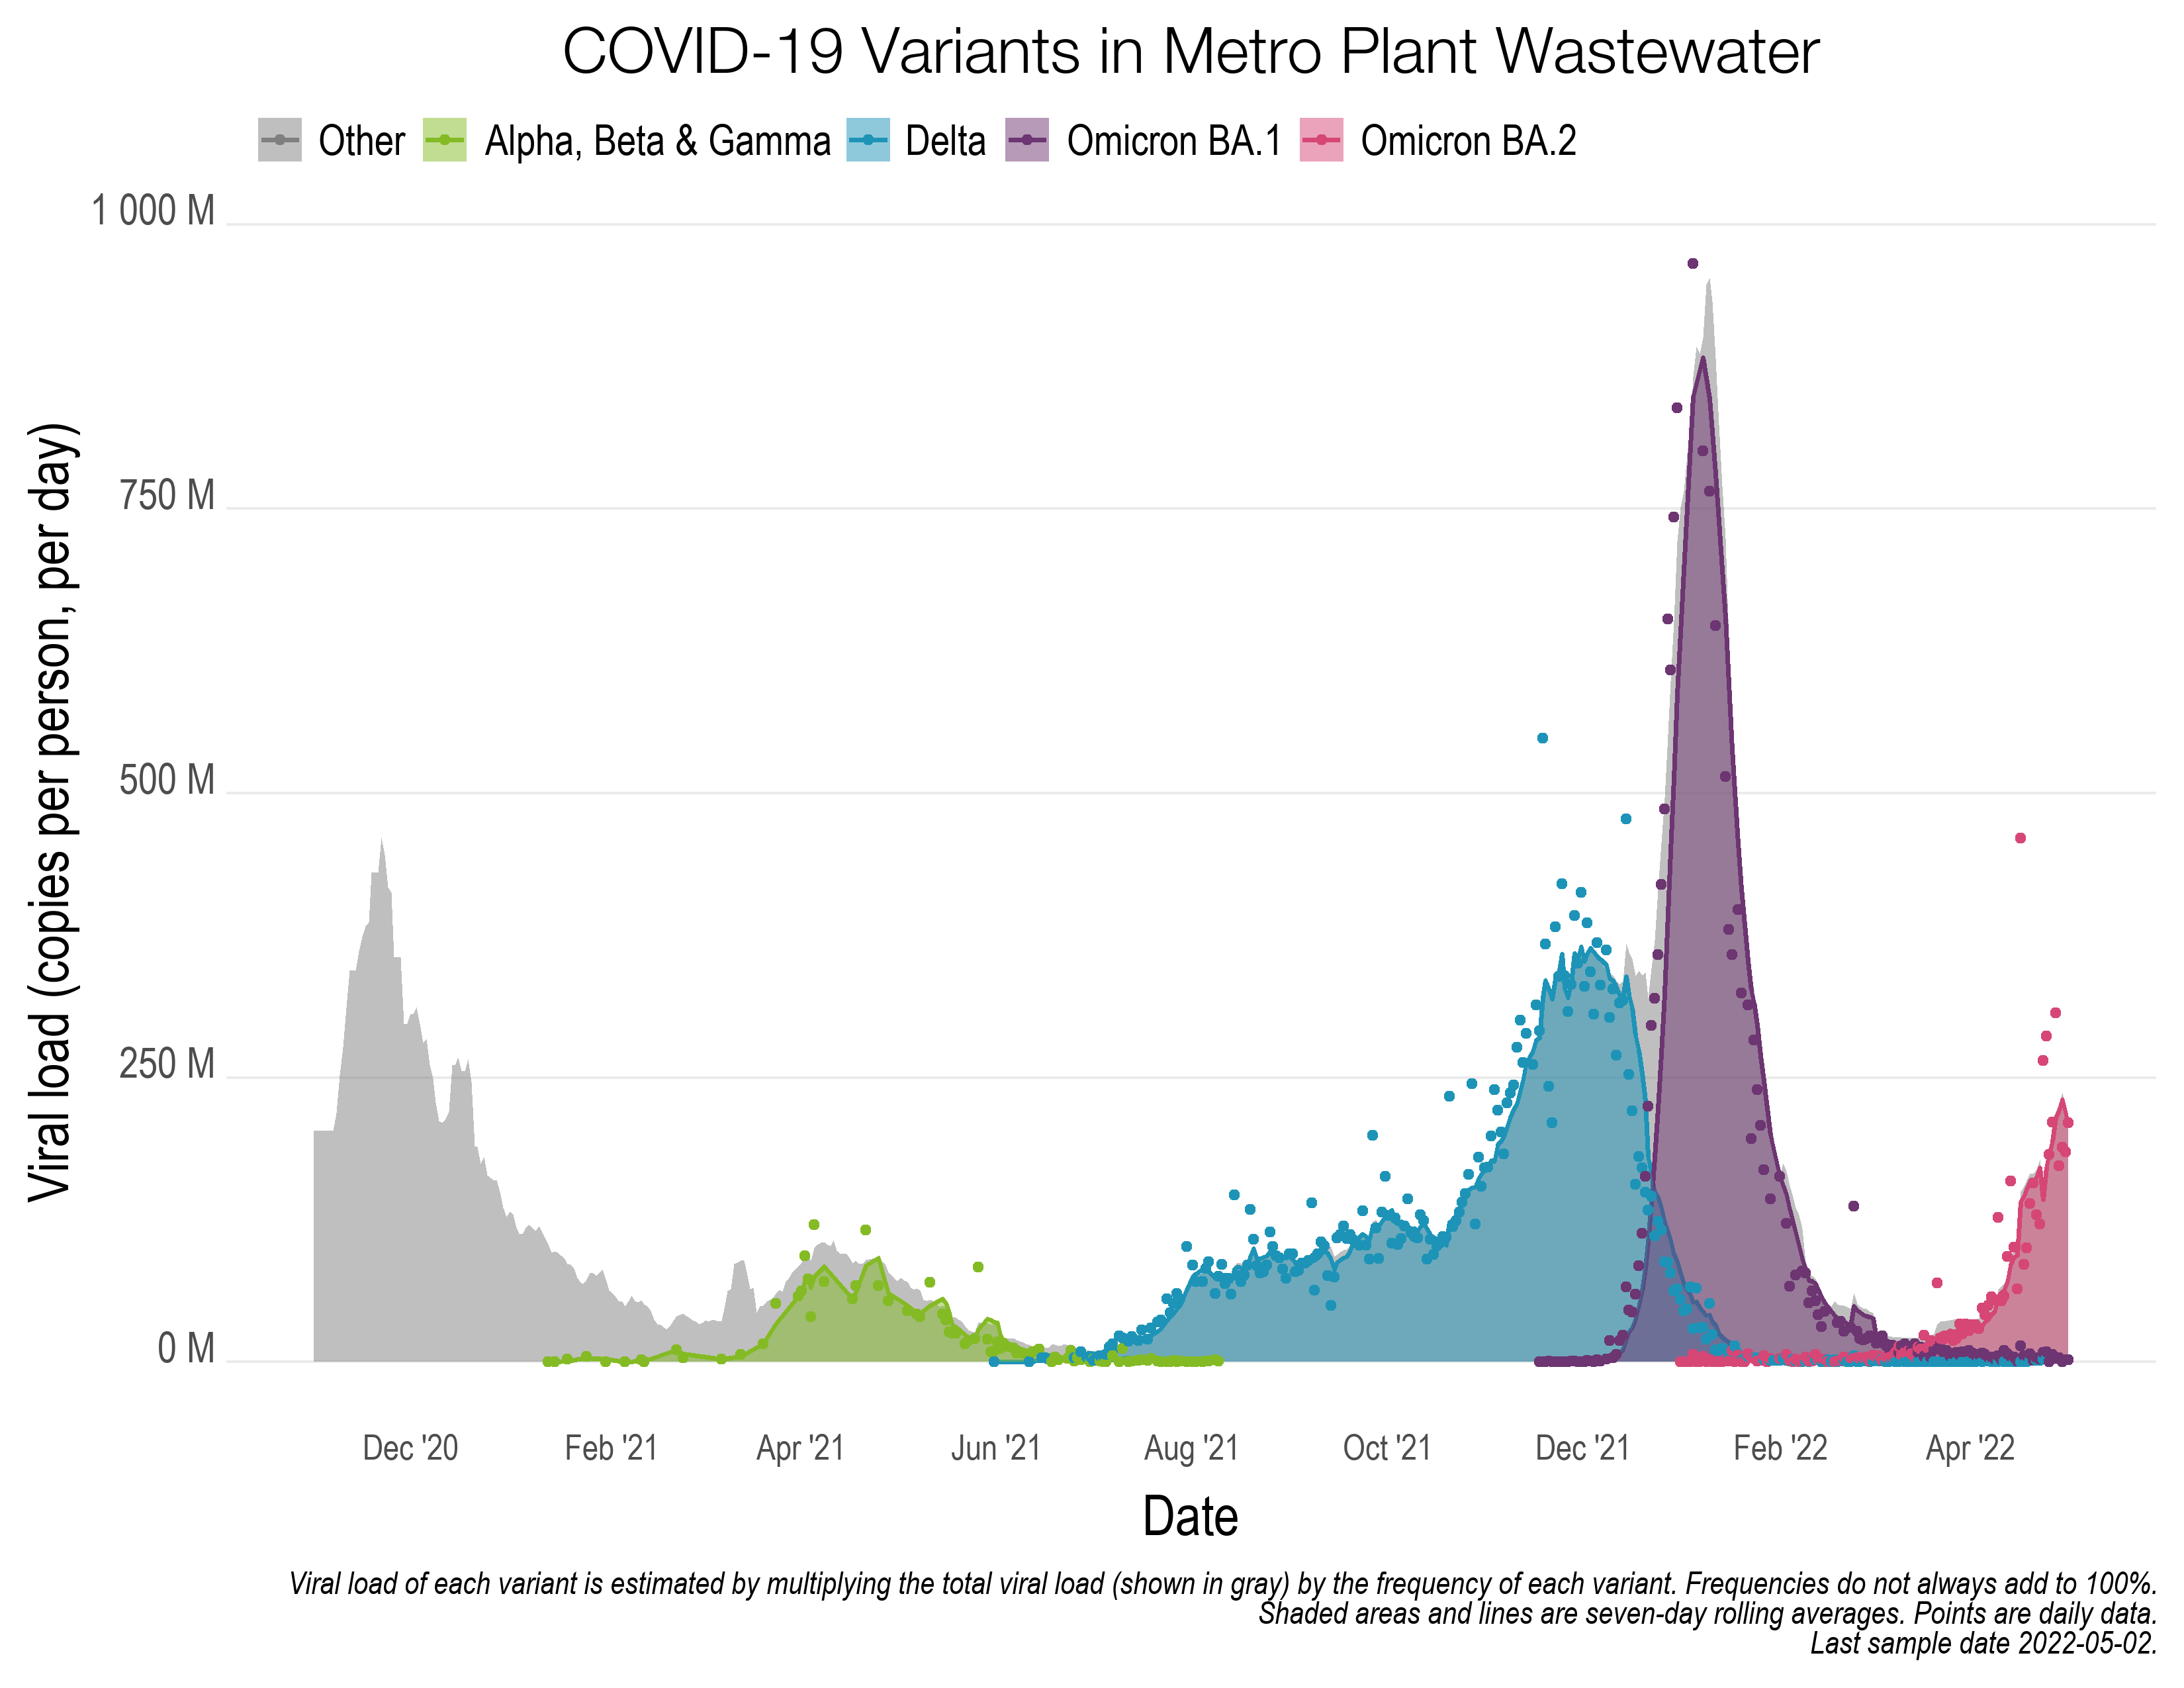 COVID-19 Variants in Metro Plant Wastewater
Other Alpha, Beta & Gamma Delta Omicron BA.1 Omicron BA.2
Viral load (copies per person, per day)
1 000 M
750 M
500 M
250 M
0 M
Dec '20 Feb '21 Apr '21 Jun '21 Aug '21 Oct '21 Dec '21 Feb '22 Apr '22
Date
Viral load of each variant is estimated by multiplying the total viral load (shown in gray) by the frequency of each variant. Frequencies do not always add to 100%.
Shaded areas and lines are seven-day rolling averages. Points are daily data.
Last sample date 2022-05-02.